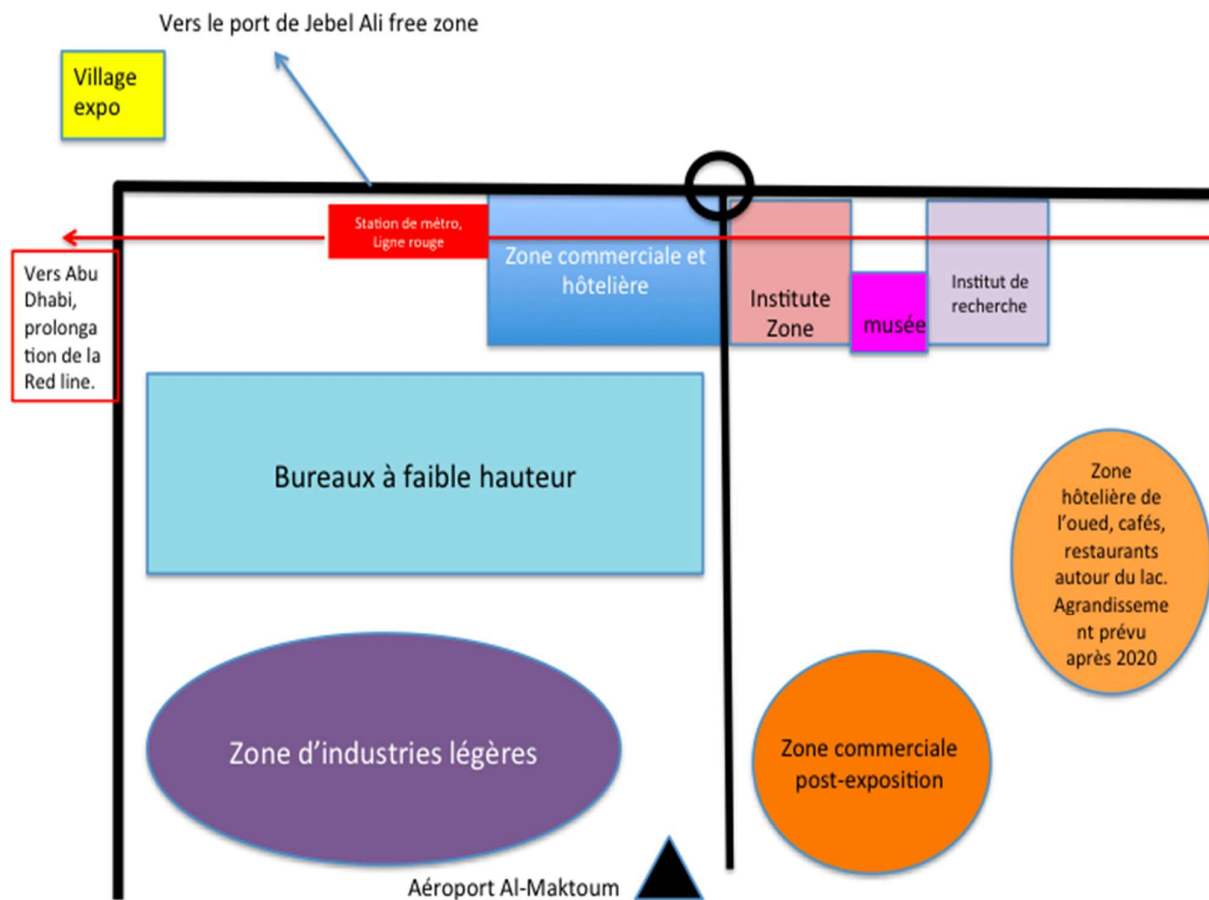 Vers le port de Jebel Ali free zone
Village
expo
Station de métro,
Ligne rouge
Zone commerciale et
hôtelière
Vers Abu
Dhabi,
prolonga
tion de la
Red line.
Institute
Zone
musée
Institut de
recherche
Bureaux à faible hauteur
Zone
hôtelière de
l'oued, cafés,
restaurants
autour du lac.
Agrandisseme
nt prévu
après 2020
Zone d'industries légères
Zone commerciale
post-exposition
Aéroport Al-Maktoum